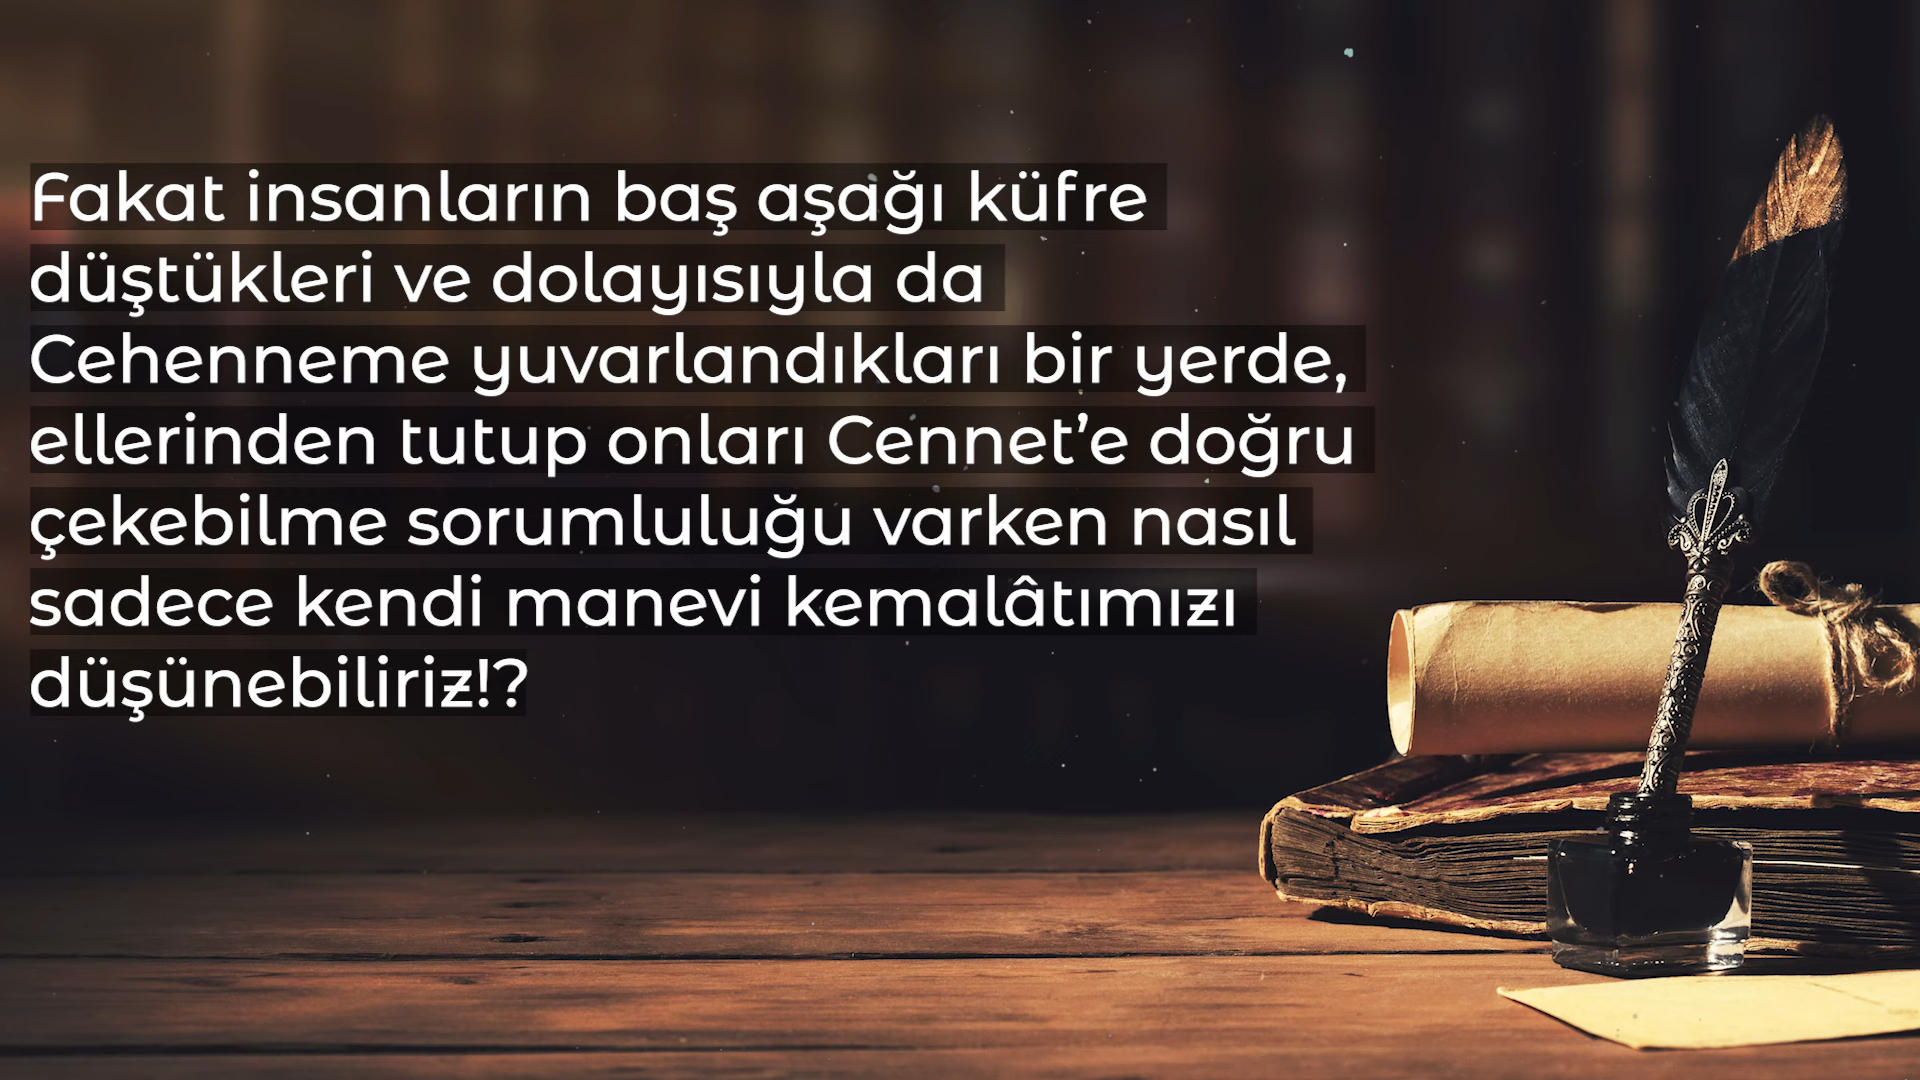 Fakat insanların baş aşağı küfre
düştükleri ve dolayısıyla da
Cehenneme yuvarlandıkları bir yerde,
ellerinden tutup onları Cennet’e doğru
çekebilme sorumluluğu varken nasıl
sadece kendi manevi kemalâtımızı
düşünebiliriz!?